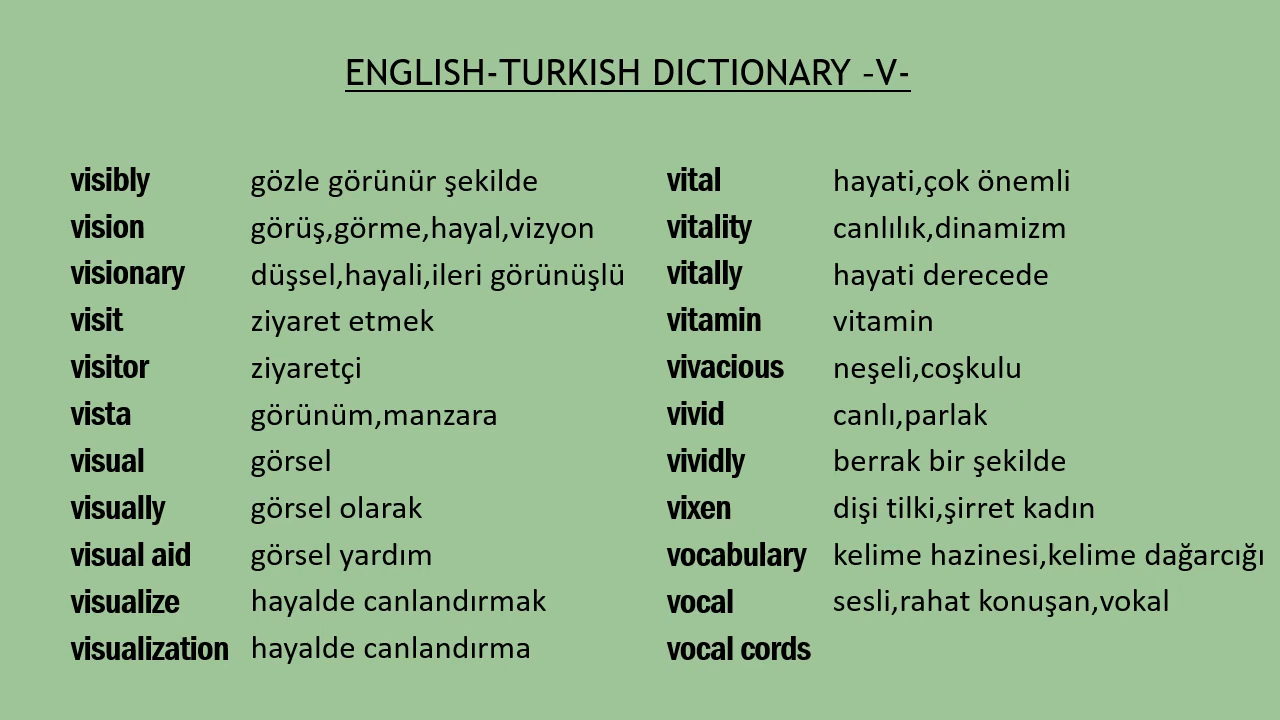 ENGLISH-TURKISH DICTIONARY –V-
visibly gözle görünür şekilde
vision görüş,görme,hayal,vizyon
visionary düşsel,hayali,ileri görünüşlü
visit ziyaret etmek
visitor ziyaretçi
vista görünüm,manzara
visual görsel
visually görsel olarak
visual aid görsel yardım
visualize hayalde canlandırmak
visualization hayalde canlandırma
vital hayati,çok önemli
vitality canlılık,dinamizm
vitally hayati derecede
vitamin vitamin
vivacious neşeli,coşkulu
vivid canlı,parlak
vividly berrak bir şekilde
vixen dişi tilki,şirret kadın
vocabulary kelime hazinesi,kelime dağarcığı
vocal sesli,rahat konuşan,vokal
vocal cords